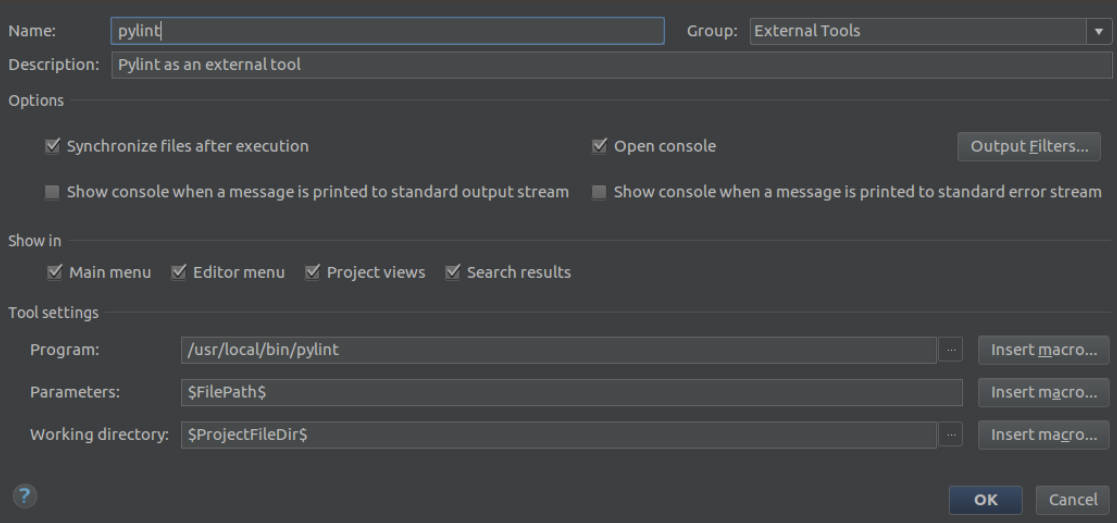 Name: pylint Group: External Tools
Description: Pylint as an external tool
Options
Synchronize files after execution Open console Output Filters...
Show console when a message is printed to standard output stream Show console when a message is printed to standard error stream
Show in
Main menu Editor menu Project views Search results
Tool settings
Program: /usr/local/bin/pylint ... Insert macro...
Parameters: $FilePath$ Insert macro...
Working directory: $ProjectFileDir$ ... Insert macro...
? OK Cancel